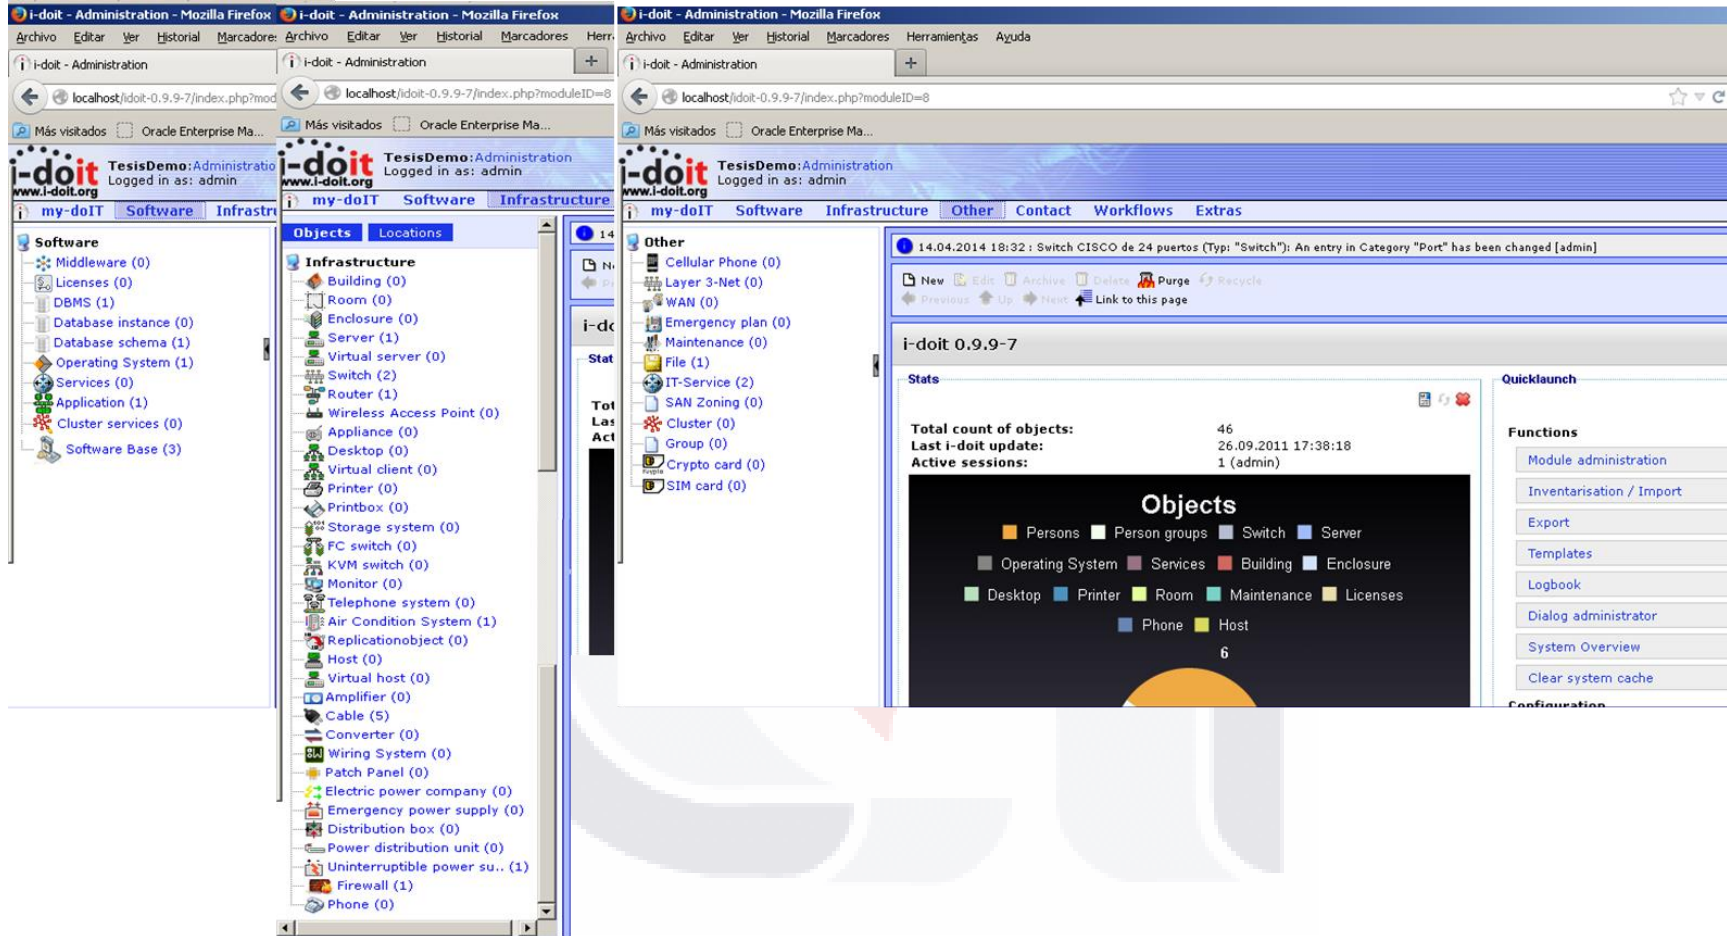 i-doit - Administration - Mozilla Firefox
Archivo Editar Ver Historial Marcadores
i-doit - Administration
localhost/idoit-0.9.9-7/index.php?mod
Más visitados Oracle Enterprise Ma...
i-doit
www.i-doit.org
TesisDemo:Administratio
Logged in as: admin
my-doIT Software Infrastru
Software
Middleware (0)
Licenses (0)
DBMS (1)
Database instance (0)
Database schema (1)
Operating System (1)
Services (0)
Application (1)
Cluster services (0)
Software Base (3)
i-doit - Administration - Mozilla Firefox
Archivo Editar Ver Historial Marcadores Herr
i-doit - Administration
localhost/idoit-0.9.9-7/index.php?moduleID=8
Más visitados Oracle Enterprise Ma...
i-doit
www.i-doit.org
TesisDemo:Administration
Logged in as: admin
my-doIT Software Infrastructure
Objects Locations
Infrastructure
Building (0)
Room (0)
Enclosure (0)
Server (1)
Virtual server (0)
Switch (2)
Router (1)
Wireless Access Point (0)
Appliance (0)
Desktop (0)
Virtual client (0)
Printer (0)
Printbox (0)
Storage system (0)
FC switch (0)
KVM switch (0)
Monitor (0)
Telephone system (0)
Air Condition System (1)
Replicationobject (0)
Host (0)
Virtual host (0)
Amplifier (0)
Cable (5)
Converter (0)
Wiring System (0)
Patch Panel (0)
Electric power company (0)
Emergency power supply (0)
Distribution box (0)
Power distribution unit (0)
Uninterruptible power su.. (1)
Firewall (1)
Phone (0)
14
i-do
Stat
Tot
Las
Act
i-doit - Administration - Mozilla Firefox
Archivo Editar Ver Historial Marcadores Herramientas Ayuda
i-doit - Administration
localhost/idoit-0.9.9-7/index.php?moduleID=8
Más visitados Oracle Enterprise Ma...
i-doit
www.i-doit.org
TesisDemo:Administration
Logged in as: admin
my-doIT Software Infrastructure Other Contact Workflows Extras
Other
Cellular Phone (0)
Layer 3-Net (0)
WAN (0)
Emergency plan (0)
Maintenance (0)
File (1)
IT-Service (2)
SAN Zoning (0)
Cluster (0)
Group (0)
Crypto card (0)
SIM card (0)
14.04.2014 18:32 : Switch CISCO de 24 puertos (Typ: "Switch"): An entry in Category "Port" has been changed [admin]
New Edit Archive Delete Purge Recycle
Previous Up Next Link to this page
i-doit 0.9.9-7
Stats
Total count of objects: 46
Last i-doit update: 26.09.2011 17:38:18
Active sessions: 1 (admin)
Objects
Persons Person groups Switch Server
Operating System Services Building Enclosure
Desktop Printer Room Maintenance Licenses
Phone Host
6
Quicklaunch
Functions
Module administration
Inventarisation / Import
Export
Templates
Logbook
Dialog administrator
System Overview
Clear system cache
Configuration